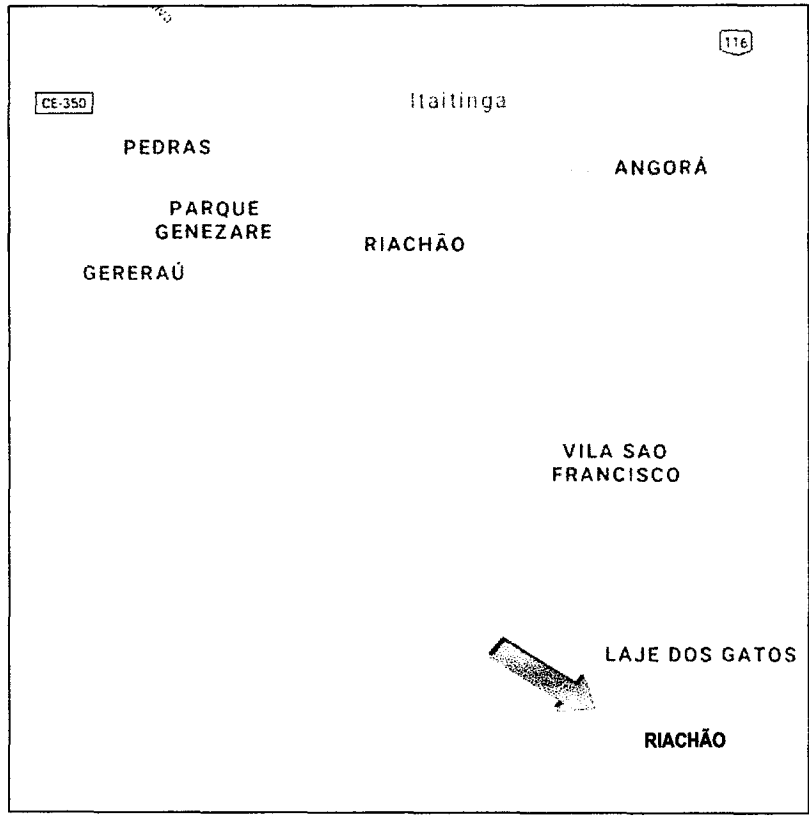 116
CE-350
Itaitinga
PEDRAS
ANGORÁ
PARQUE
GENEZARE
RIACHÃO
GERERAÚ
VILA SAO
FRANCISCO
LAJE DOS GATOS
RIACHÃO